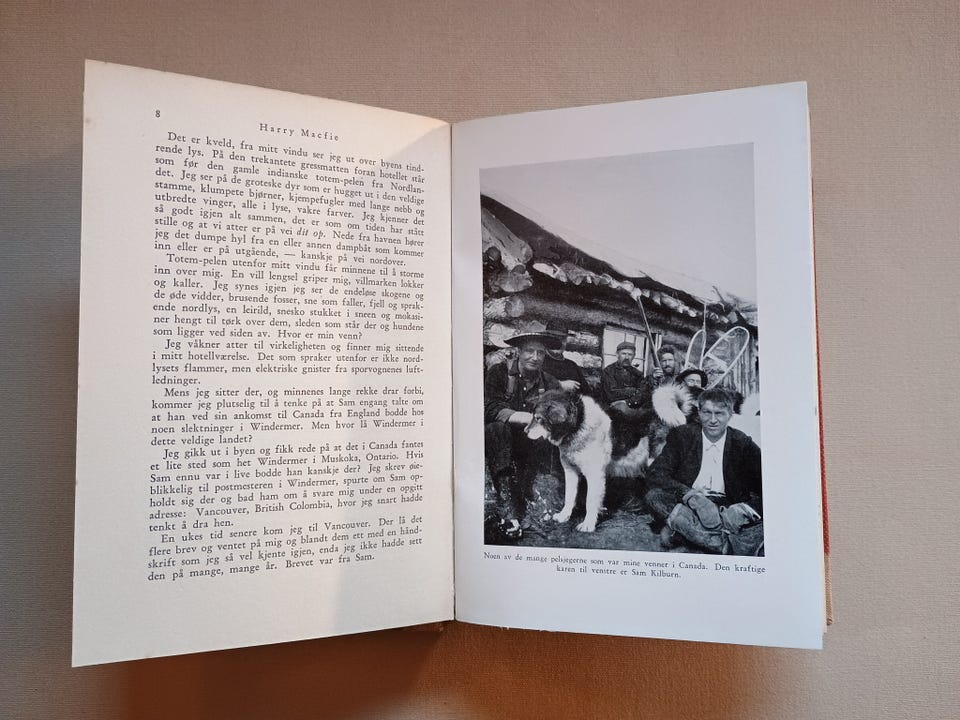 8
Harry Macfie
Det er kveld, fra mitt vindu ser jeg ut over byens tind-
rende lys. På den trekantete gressmatten foran hotellet står
som før den gamle indianske totem-pelen fra Nordlan-
det. Jeg ser på de groteske dyr som er hugget ut i den veldige
stamme, klumpete bjørner, kjempefugler med lange nebb og
utbredte vinger, alle i lyse, vakre farver. Jeg kjenner det
så godt igjen alt sammen, det er som om tiden har stått
stille og at vi atter er på vei dit op. Nede fra havnen hører
jeg det dumpe hyl fra en eller annen dampbåt som kommer
inn eller er på utgående, — kanskje på vei nordover.
Totem-pelen utenfor mitt vindu får minnene til å storme
inn over mig. En vill lengsel griper mig, villmarken lokker
og kaller. Jeg synes igjen jeg ser de endeløse skogene og
de øde vidder, brusende fosser, sne som faller, fjell og sprak-
ende nordlys, en leirild, snesko stukket i sneen og mokasi-
ner hengt til tørk over dem, sleden som står der og hundene
som ligger ved siden av. Hvor er min venn?
Jeg våkner atter til virkeligheten og finner mig sittende
i mitt hotellværelse. Det som spraker utenfor er ikke nord-
lysets flammer, men elektriske gnister fra sporvognenes luft-
ledninger.
Mens jeg sitter der, og minnenes lange rekke drar forbi,
kommer jeg plutselig til å tenke på at Sam engang talte om
at han ved sin ankomst til Canada fra England bodde hos
noen slektninger i Windermer. Men hvor lå Windermer i
dette veldige landet?
Jeg gikk ut i byen og fikk rede på at det i Canada fantes
et lite sted som het Windermer i Muskoka, Ontario. Hvis
Sam ennu var i live bodde han kanskje der? Jeg skrev øie-
blikkelig til postmesteren i Windermer, spurte om Sam op-
holdt sig der og bad ham om å svare mig under en opgitt
adresse: Vancouver, British Colombia, hvor jeg snart hadde
tenkt å dra hen.
En ukes tid senere kom jeg til Vancouver. Der lå det
flere brev og ventet på mig og blandt dem ett med en hånd-
skrift som jeg så vel kjente igjen, enda jeg ikke hadde sett
den på mange, mange år. Brevet var fra Sam.
Noen av de mange pelsjegerne som var mine venner i Canada. Den kraftige
karen til venstre er Sam Kilburn.